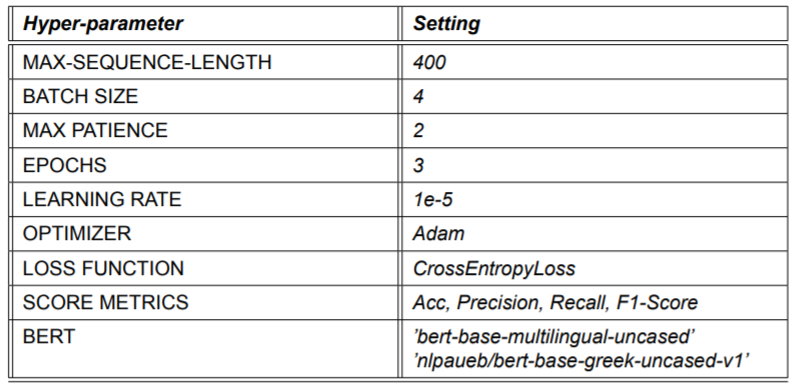 Hyper-parameter Setting
MAX-SEQUENCE-LENGTH 400
BATCH SIZE 4
MAX PATIENCE 2
EPOCHS 3
LEARNING RATE 1e-5
OPTIMIZER Adam
LOSS FUNCTION CrossEntropyLoss
SCORE METRICS Acc, Precision, Recall, F1-Score
BERT ’bert-base-multilingual-uncased’
’nlpaueb/bert-base-greek-uncased-v1’